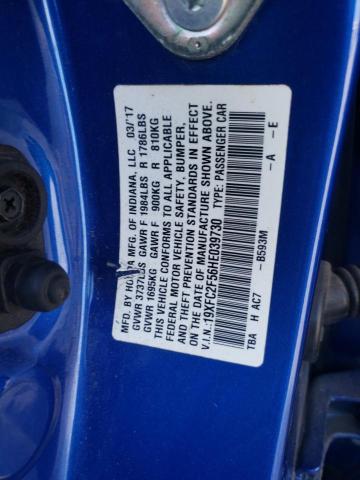 MFD. BY HONDA MFG. OF INDIANA, LLC 03/'17
GVWR 3737LBS GAWR F 1984LBS R 1786LBS
GVWR 1695KG GAWR F 900KG R 810KG
THIS VEHICLE CONFORMS TO ALL APPLICABLE
FEDERAL MOTOR VEHICLE SAFETY, BUMPER,
AND THEFT PREVENTION STANDARDS IN EFFECT
ON THE DATE OF MANUFACTURE SHOWN ABOVE.
V.I.N.:19XFC2F56HE039730 TYPE: PASSENGER CAR
-B593M -A -E
TBA H AC7